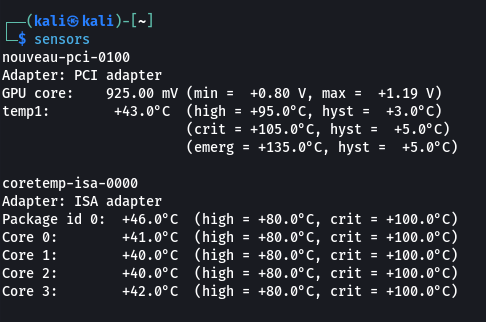 ┌──(kali㉿kali)-[~]
└─$ sensors
nouveau-pci-0100
Adapter: PCI adapter
GPU core:    925.00 mV (min =  +0.80 V, max =  +1.19 V)
temp1:        +43.0°C  (high = +95.0°C, hyst =  +3.0°C)
                       (crit = +105.0°C, hyst =  +5.0°C)
                       (emerg = +135.0°C, hyst =  +5.0°C)

coretemp-isa-0000
Adapter: ISA adapter
Package id 0:  +46.0°C  (high = +80.0°C, crit = +100.0°C)
Core 0:        +41.0°C  (high = +80.0°C, crit = +100.0°C)
Core 1:        +40.0°C  (high = +80.0°C, crit = +100.0°C)
Core 2:        +40.0°C  (high = +80.0°C, crit = +100.0°C)
Core 3:        +42.0°C  (high = +80.0°C, crit = +100.0°C)